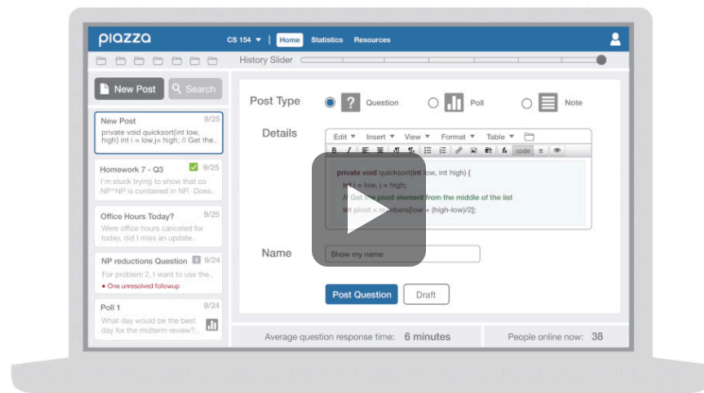 piazza
CS 154 ▼ | Home Statistics Resources
History Slider
New Post Search
New Post 9/25
private void quicksort(int low,
high) int i = low,j= high; // Get the..
Homework 7 - Q3 9/25
I'm stuck trying to show that co
NP^NP is contained in NP. Does..
Office Hours Today? 9/25
Were office hours canceled for
today, did I miss an update..
NP reductions Question 9/24
For problem 2, I want to use the..
• One unresolved followup
Poll 1 9/24
What day would be the best
day for the midterm review?..
Post Type ? Question Poll Note
Details
Edit ▼ Insert ▼ View ▼ Format ▼ Table ▼
code
private void quicksort(int low, int high) {
int i = low, j = high;
// Get the pivot element from the middle of the list
int pivot = numbers[low + (high-low)/2];
Name
Show my name
Post Question Draft
Average question response time: 6 minutes
People online now: 38